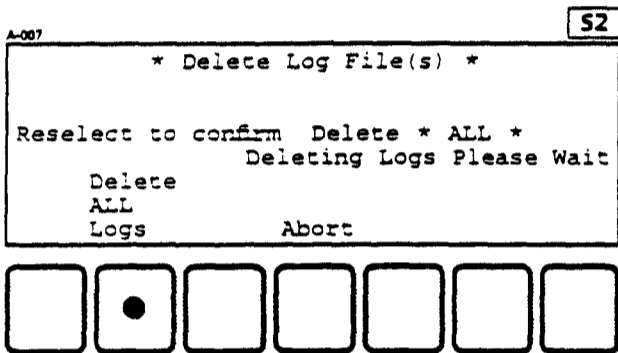 S2
A-007
* Delete Log File(s) *
Reselect to confirm Delete * ALL *
Deleting Logs Please Wait
Delete
ALL
Logs Abort